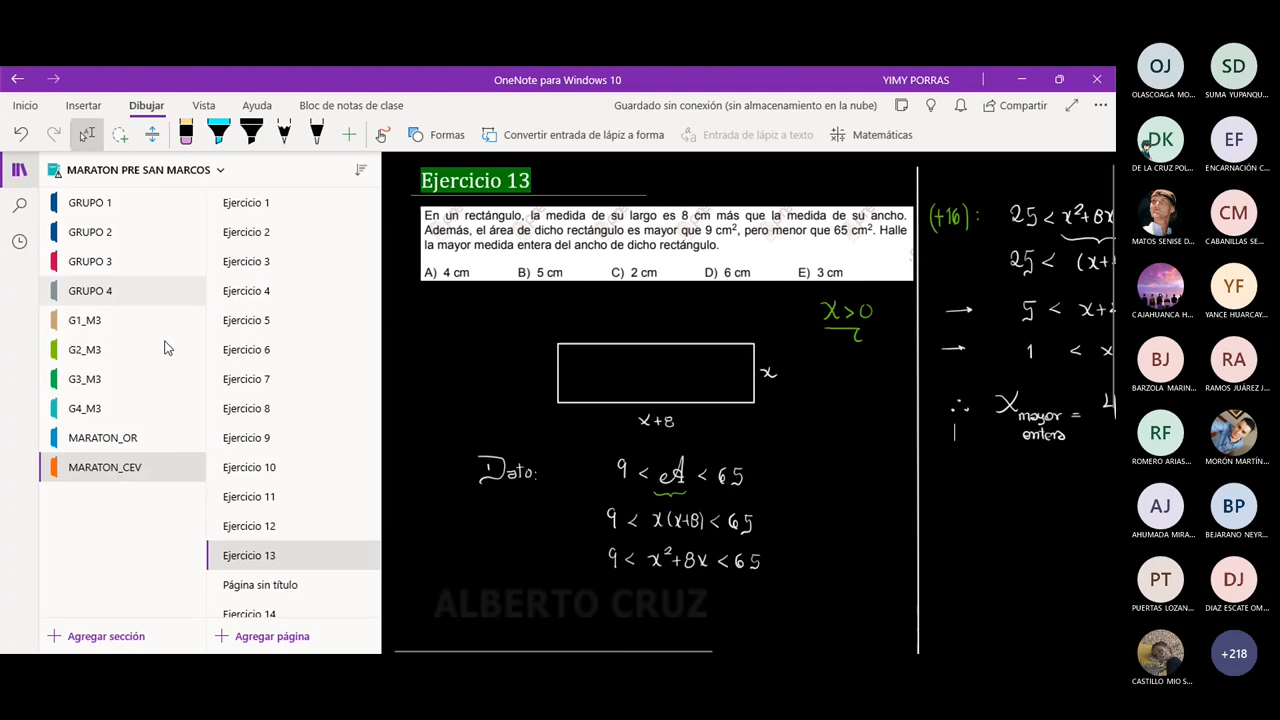 OneNote para Windows 10
YIMY PORRAS
Inicio Insertar Dibujar Vista Ayuda Bloc de notas de clase
Guardado sin conexión (sin almacenamiento en la nube)
Compartir
Formas
Convertir entrada de lápiz a forma
Entrada de lápiz a texto
Matemáticas
MARATON PRE SAN MARCOS
GRUPO 1
GRUPO 2
GRUPO 3
GRUPO 4
G1_M3
G2_M3
G3_M3
G4_M3
MARATON_OR
MARATON_CEV
Agregar sección
Ejercicio 1
Ejercicio 2
Ejercicio 3
Ejercicio 4
Ejercicio 5
Ejercicio 6
Ejercicio 7
Ejercicio 8
Ejercicio 9
Ejercicio 10
Ejercicio 11
Ejercicio 12
Ejercicio 13
Página sin título
Ejercicio 14
Agregar página
Ejercicio 13
En un rectángulo, la medida de su largo es 8 cm más que la medida de su ancho.
Además, el área de dicho rectángulo es mayor que 9 cm², pero menor que 65 cm². Halle
la mayor medida entera del ancho de dicho rectángulo.
A) 4 cm B) 5 cm C) 2 cm D) 6 cm E) 3 cm
x>0
x
x+8
Dato: 9 < A < 65
9 < x(x+8) < 65
9 < x²+8x < 65
ALBERTO CRUZ
(+16): 25 < x²+8x
25 < (x+
→ 5 < x+
→ 1 < x
∴ x mayor entera = 4
OJ
OLASCOAGA MO...
SD
SUMA YUPANQU...
DK
DE LA CRUZ POL...
EF
ENCARNACIÓN C...
MATOS SENISE D...
CM
CABANILLAS SE...
CAJAHUANCA H...
YF
YANCE HUARCAY...
BJ
BARZOLA MARIN...
RA
RAMOS JUÁREZ J...
RF
ROMERO ARIAS...
MORÓN MARTÍN...
AJ
AHUMADA MIRA...
BP
BEJARANO NEYR...
PT
PUERTAS LOZAN...
DJ
DIAZ ESCATE OM...
CASTILLO MIO S...
+218